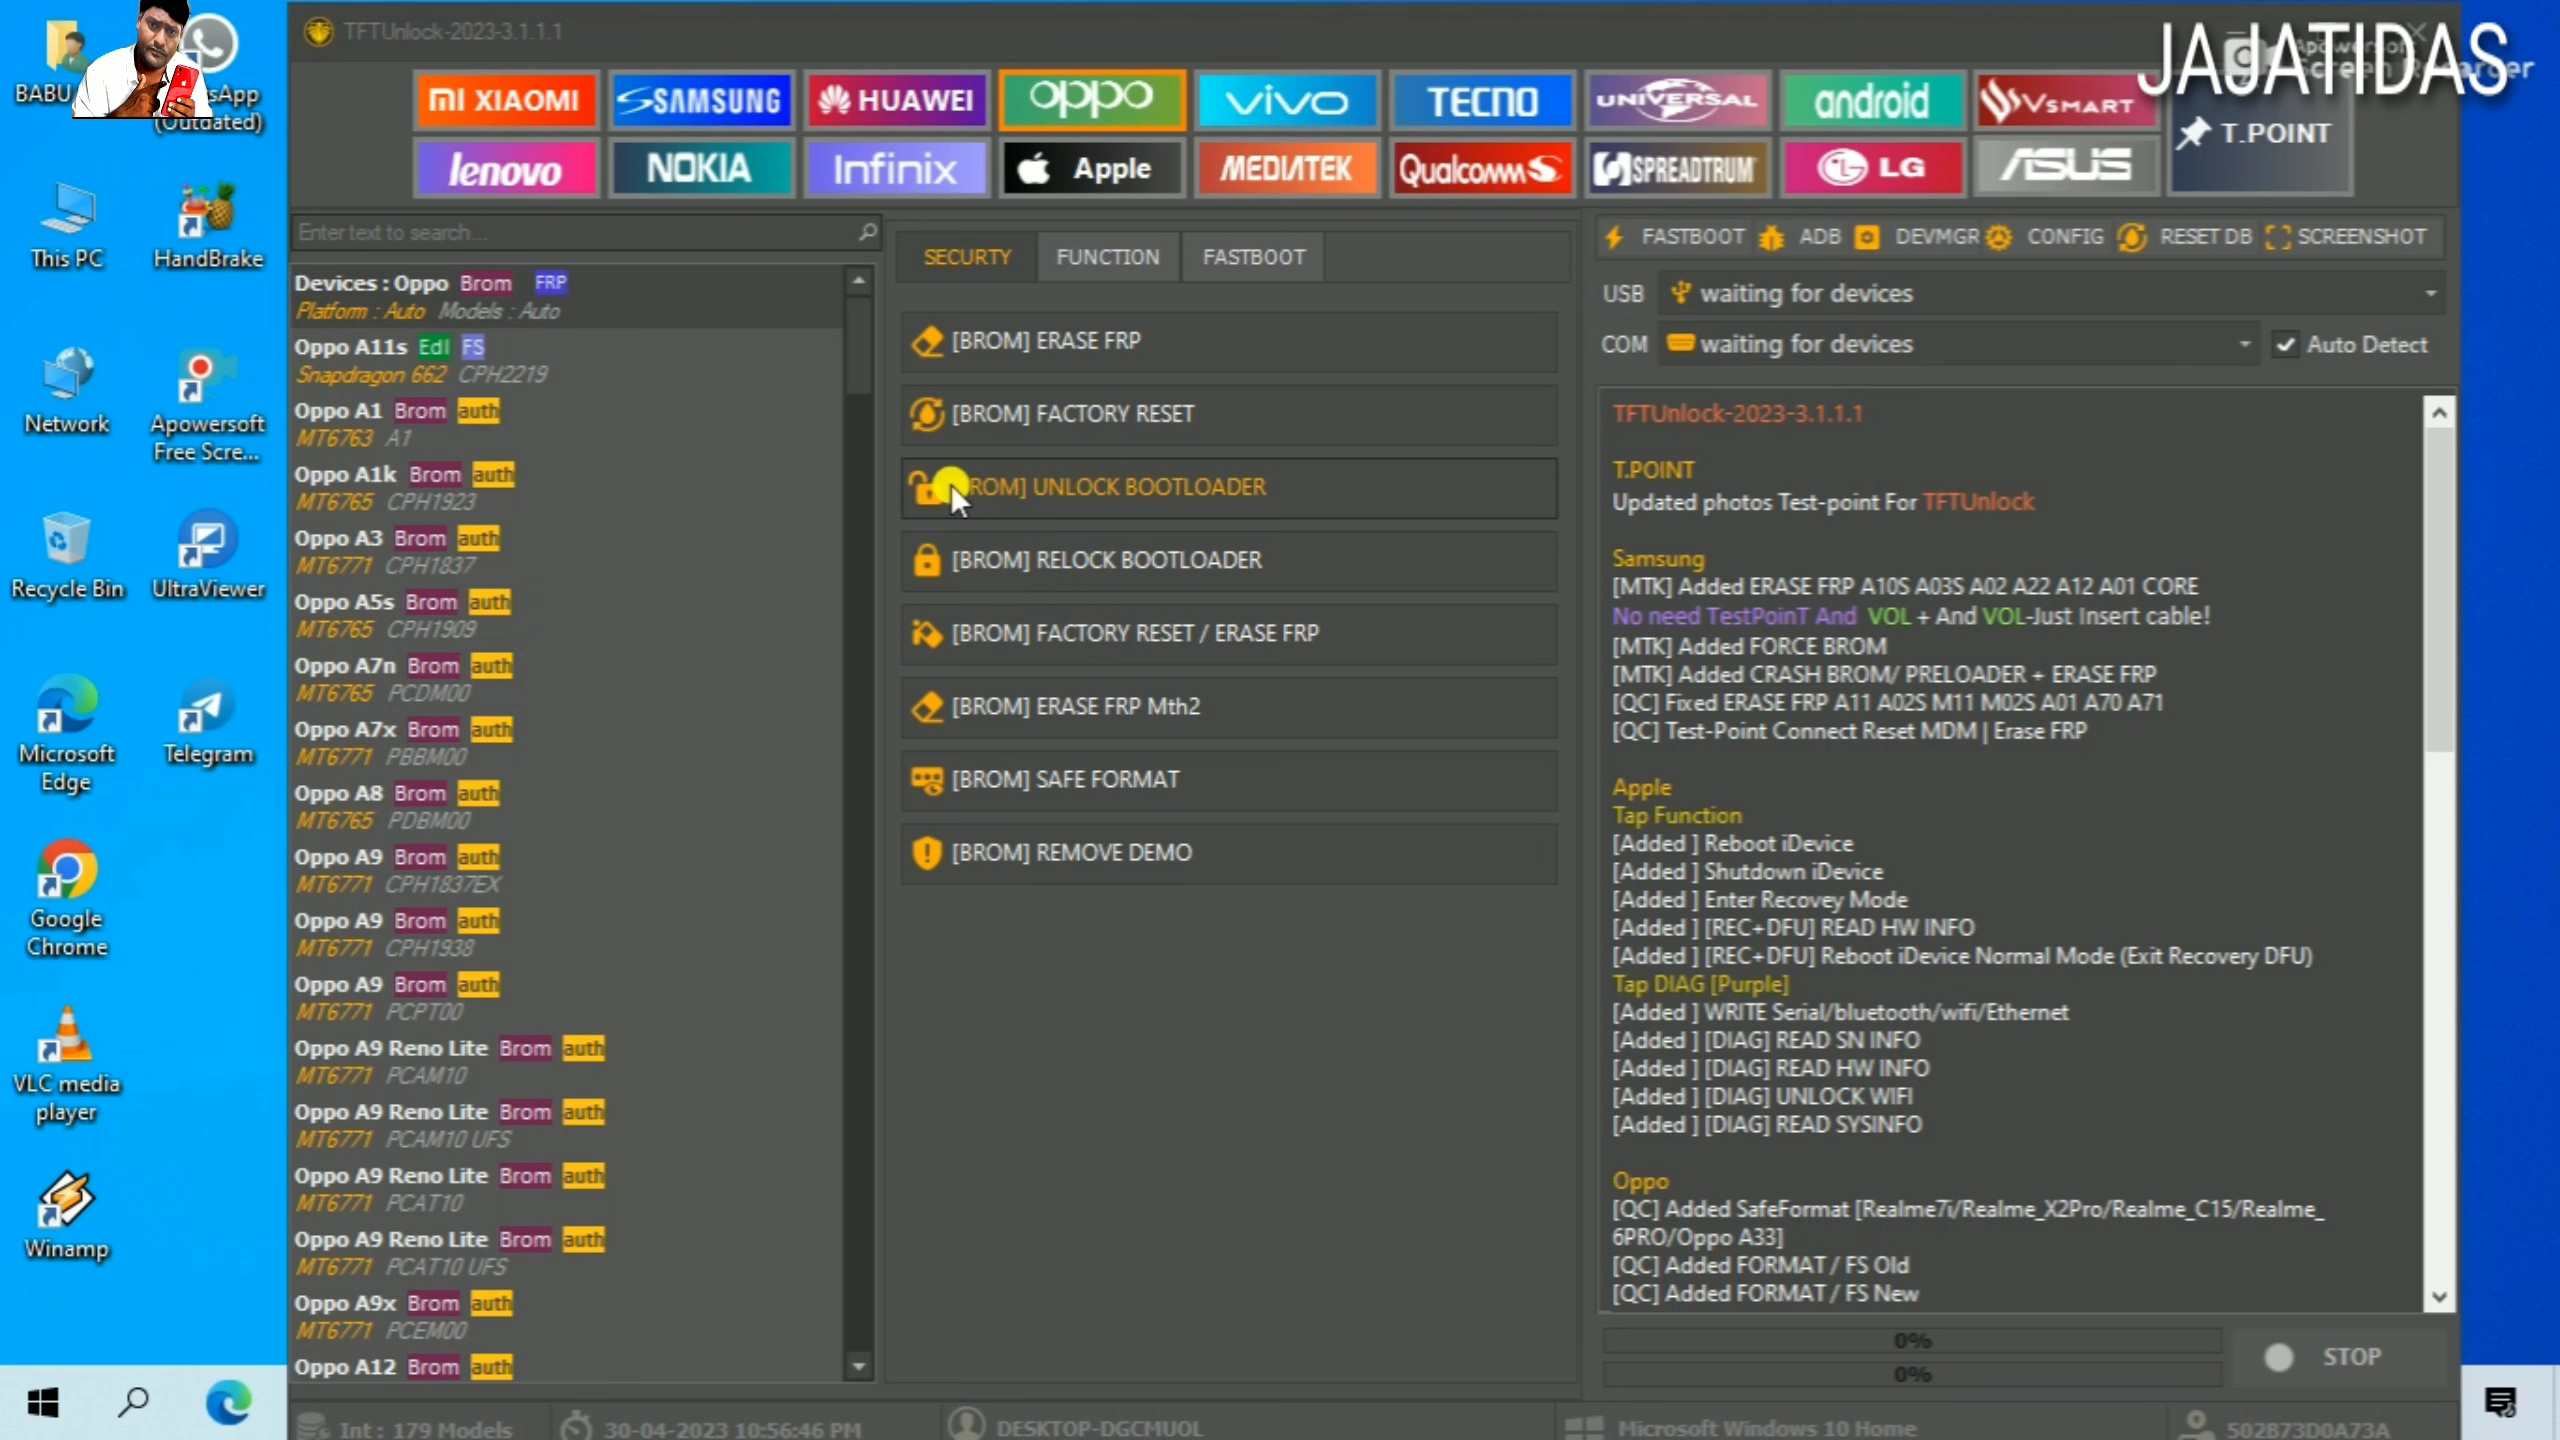 TFTUnlock-2023-3.1.1.1
JAJATIDAS
Apowersoft
Screen Recorder
MI XIAOMI
SAMSUNG
HUAWEI
oppo
vivo
TECNO
UNIVERSAL
android
VSMART
T.POINT
lenovo
NOKIA
Infinix
Apple
MEDIATEK
Qualcomm
SPREADTRUM
LG
ASUS
BABU
sApp
(Outdated)
This PC
HandBrake
Network
Apowersoft
Free Scre...
Recycle Bin
UltraViewer
Microsoft
Edge
Telegram
Google
Chrome
VLC media
player
Winamp
Enter text to search...
Devices : Oppo Brom FRP
Platform : Auto Models : Auto
Oppo A11s Edl FS
Snapdragon 662 CPH2219
Oppo A1 Brom auth
MT6763 A1
Oppo A1k Brom auth
MT6765 CPH1923
Oppo A3 Brom auth
MT6771 CPH1837
Oppo A5s Brom auth
MT6765 CPH1909
Oppo A7n Brom auth
MT6765 PCDM00
Oppo A7x Brom auth
MT6771 PBBM00
Oppo A8 Brom auth
MT6765 PDBM00
Oppo A9 Brom auth
MT6771 CPH1837EX
Oppo A9 Brom auth
MT6771 CPH1938
Oppo A9 Brom auth
MT6771 PCPT00
Oppo A9 Reno Lite Brom auth
MT6771 PCAM10
Oppo A9 Reno Lite Brom auth
MT6771 PCAM10 UFS
Oppo A9 Reno Lite Brom auth
MT6771 PCAT10
Oppo A9 Reno Lite Brom auth
MT6771 PCAT10 UFS
Oppo A9x Brom auth
MT6771 PCEM00
Oppo A12 Brom auth
SECURTY FUNCTION FASTBOOT
[BROM] ERASE FRP
[BROM] FACTORY RESET
ROM] UNLOCK BOOTLOADER
[BROM] RELOCK BOOTLOADER
[BROM] FACTORY RESET / ERASE FRP
[BROM] ERASE FRP Mth2
[BROM] SAFE FORMAT
[BROM] REMOVE DEMO
FASTBOOT ADB DEVMGR CONFIG RESET DB SCREENSHOT
USB waiting for devices
COM waiting for devices Auto Detect
TFTUnlock-2023-3.1.1.1
T.POINT
Updated photos Test-point For TFTUnlock
Samsung
[MTK] Added ERASE FRP A10S A03S A02 A22 A12 A01 CORE
No need TestPoinT And VOL + And VOL-Just Insert cable!
[MTK] Added FORCE BROM
[MTK] Added CRASH BROM/ PRELOADER + ERASE FRP
[QC] Fixed ERASE FRP A11 A02S M11 M02S A01 A70 A71
[QC] Test-Point Connect Reset MDM | Erase FRP
Apple
Tap Function
[Added ] Reboot iDevice
[Added ] Shutdown iDevice
[Added ] Enter Recovey Mode
[Added ] [REC+DFU] READ HW INFO
[Added ] [REC+DFU] Reboot iDevice Normal Mode (Exit Recovery DFU)
Tap DIAG [Purple]
[Added ] WRITE Serial/bluetooth/wifi/Ethernet
[Added ] [DIAG] READ SN INFO
[Added ] [DIAG] READ HW INFO
[Added ] [DIAG] UNLOCK WIFI
[Added ] [DIAG] READ SYSINFO
Oppo
[QC] Added SafeFormat [Realme7i/Realme_X2Pro/Realme_C15/Realme_
6PRO/Oppo A33]
[QC] Added FORMAT / FS Old
[QC] Added FORMAT / FS New
0%
0%
STOP
Int : 179 Models 30-04-2023 10:56:46 PM DESKTOP-DGCMUOL Microsoft Windows 10 Home 502B73D0A73A